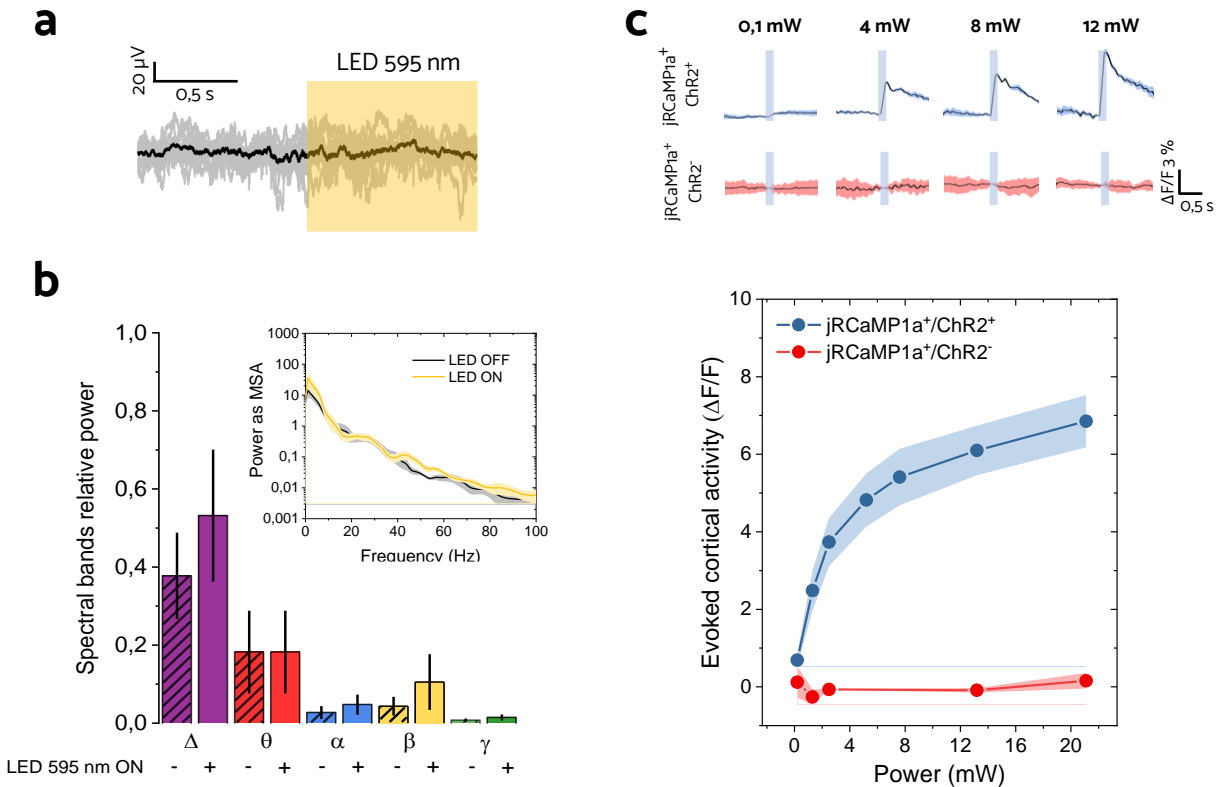 a
LED 595 nm
20 µV
0,5 s
b
Spectral bands relative power
1,0
0,8
0,6
0,4
0,2
0,0
Δ θ α β γ
LED 595 nm ON - + - + - + - + - +
Power as MSA
1000
100
10
1
0,1
0,01
0,001
LED OFF
LED ON
0 20 40 60 80 100
Frequency (Hz)
c
0,1 mW 4 mW 8 mW 12 mW
jRCaMP1a⁺
ChR2⁺
jRCaMP1a⁺
ChR2⁻
ΔF/F 3 %
0,5 s
Evoked cortical activity (ΔF/F)
10
8
6
4
2
0
jRCaMP1a⁺/ChR2⁺
jRCaMP1a⁺/ChR2⁻
0 4 8 12 16 20
Power (mW)